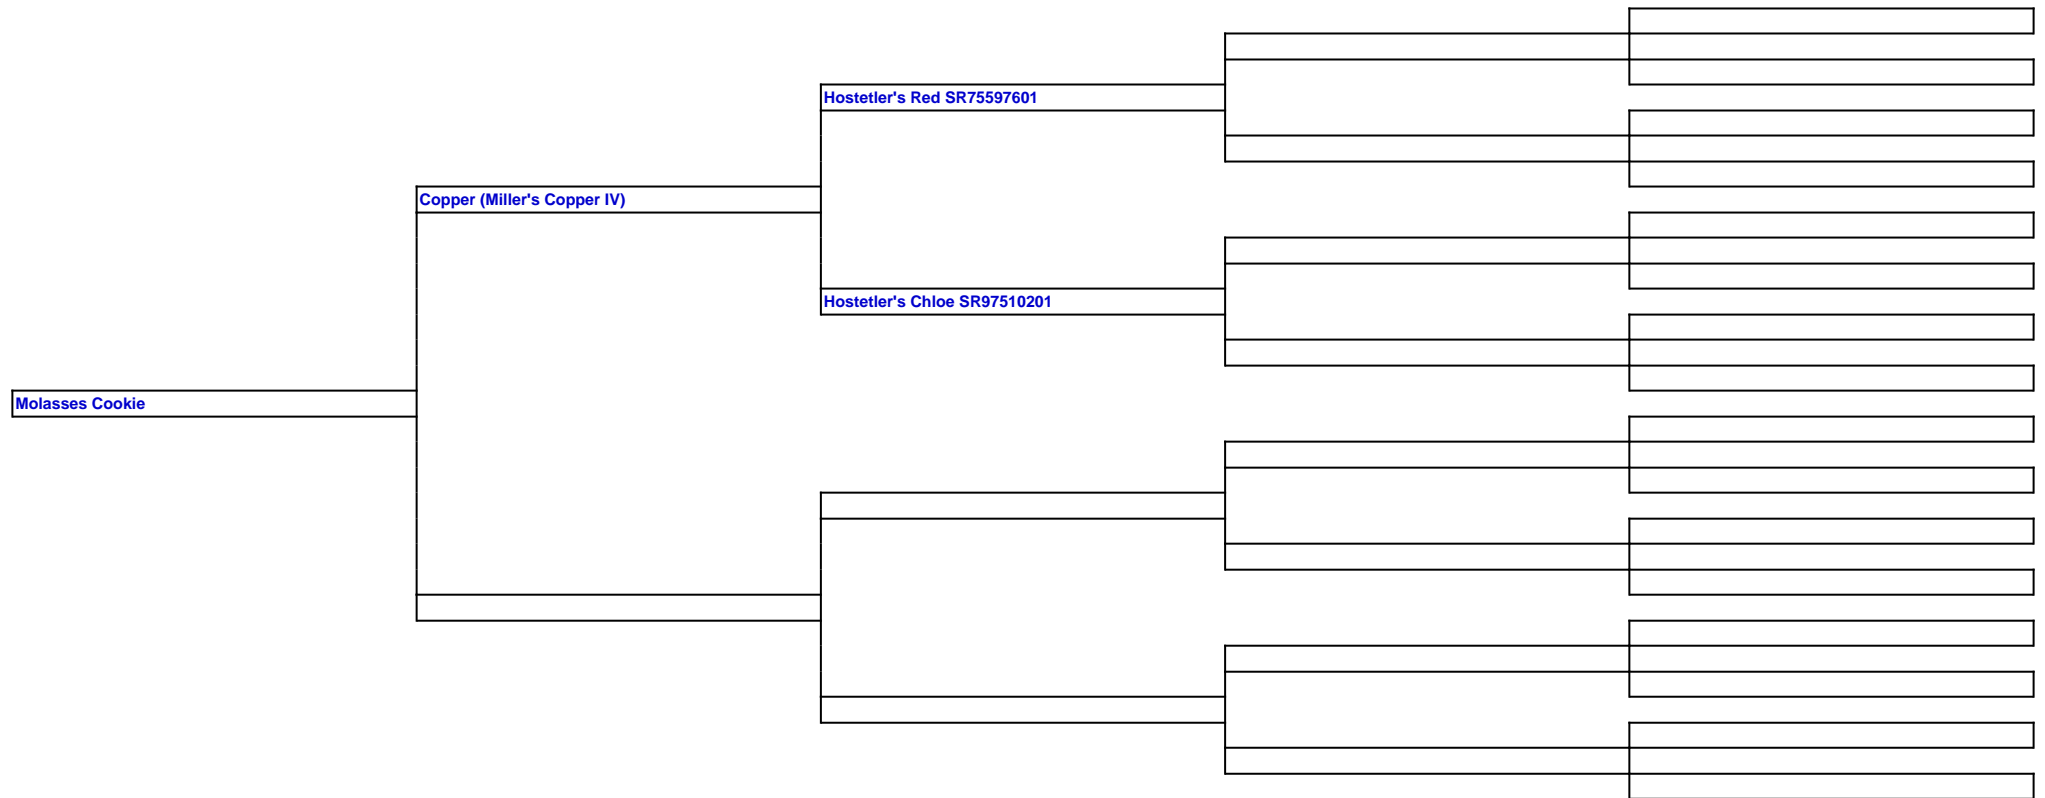 Hostetler's Red SR75597601
Copper (Miller's Copper IV)
Hostetler's Chloe SR97510201
Molasses Cookie